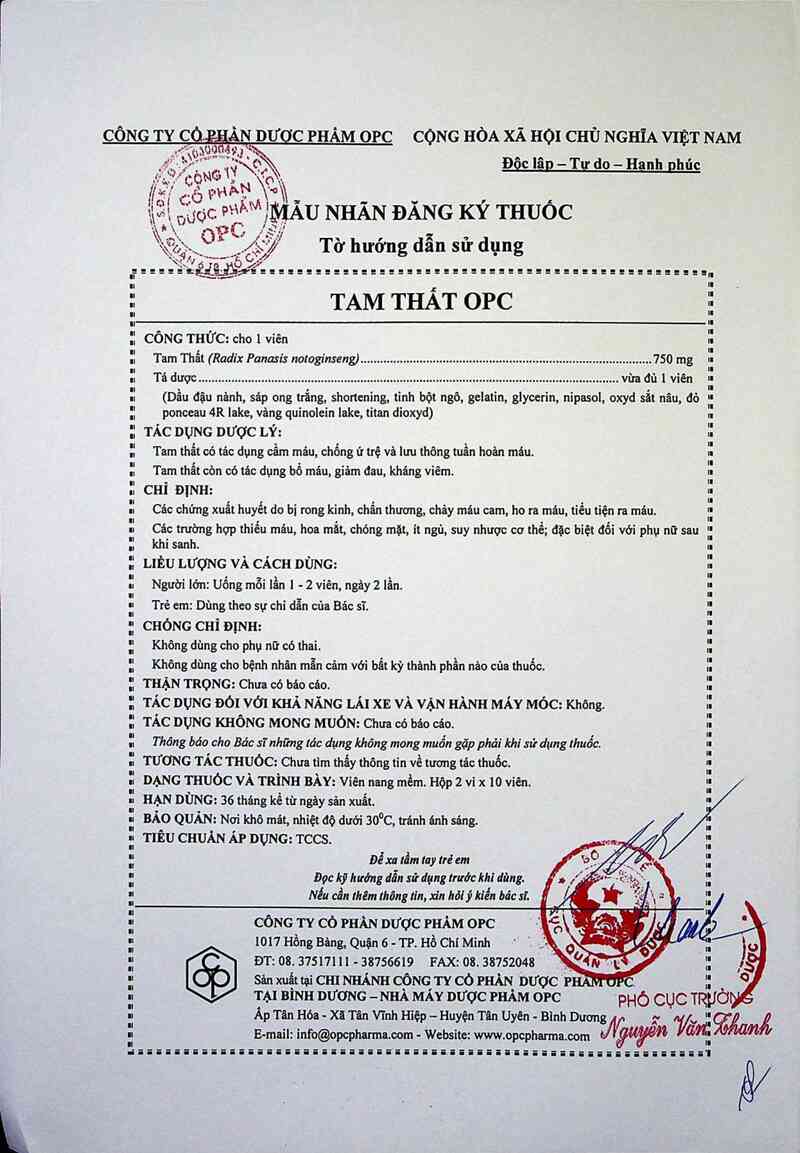 CÔNG TY CỔ PHẦN DƯỢC PHẨM OPC CỘNG HÒA XÃ HỘI CHỦ NGHĨA VIỆT NAM
Độc lập – Tự do – Hạnh phúc
S.Đ.K.K.D: 4103000493 - C.T.C.P
CÔNG TY
CỔ PHẦN
DƯỢC PHẨM
OPC
QUẬN 6 TP. HỒ CHÍ MINH
MẪU NHÃN ĐĂNG KÝ THUỐC
Tờ hướng dẫn sử dụng
TAM THẤT OPC
CÔNG THỨC: cho 1 viên
Tam Thất (Radix Panasis notoginseng)...750 mg
Tá dược...vừa đủ 1 viên
(Dầu đậu nành, sáp ong trắng, shortening, tinh bột ngô, gelatin, glycerin, nipasol, oxyd sắt nâu, đỏ
ponceau 4R lake, vàng quinolein lake, titan dioxyd)
TÁC DỤNG DƯỢC LÝ:
Tam thất có tác dụng cầm máu, chống ứ trệ và lưu thông tuần hoàn máu.
Tam thất còn có tác dụng bổ máu, giảm đau, kháng viêm.
CHỈ ĐỊNH:
Các chứng xuất huyết do bị rong kinh, chấn thương, chảy máu cam, ho ra máu, tiểu tiện ra máu.
Các trường hợp thiếu máu, hoa mắt, chóng mặt, ít ngủ, suy nhược cơ thể; đặc biệt đối với phụ nữ sau
khi sanh.
LIỀU LƯỢNG VÀ CÁCH DÙNG:
Người lớn: Uống mỗi lần 1 - 2 viên, ngày 2 lần.
Trẻ em: Dùng theo sự chỉ dẫn của Bác sĩ.
CHỐNG CHỈ ĐỊNH:
Không dùng cho phụ nữ có thai.
Không dùng cho bệnh nhân mẫn cảm với bất kỳ thành phần nào của thuốc.
THẬN TRỌNG: Chưa có báo cáo.
TÁC DỤNG ĐỐI VỚI KHẢ NĂNG LÁI XE VÀ VẬN HÀNH MÁY MÓC: Không.
TÁC DỤNG KHÔNG MONG MUỐN: Chưa có báo cáo.
Thông báo cho Bác sĩ những tác dụng không mong muốn gặp phải khi sử dụng thuốc.
TƯƠNG TÁC THUỐC: Chưa tìm thấy thông tin về tương tác thuốc.
DẠNG THUỐC VÀ TRÌNH BÀY: Viên nang mềm. Hộp 2 vỉ x 10 viên.
HẠN DÙNG: 36 tháng kể từ ngày sản xuất.
BẢO QUẢN: Nơi khô mát, nhiệt độ dưới 30⁰C, tránh ánh sáng.
TIÊU CHUẨN ÁP DỤNG: TCCS.
Để xa tầm tay trẻ em
Đọc kỹ hướng dẫn sử dụng trước khi dùng.
Nếu cần thêm thông tin, xin hỏi ý kiến bác sĩ.
CỤC QUẢN LÝ DƯỢC
CÔNG TY CỔ PHẦN DƯỢC PHẨM OPC
1017 Hồng Bàng, Quận 6 - TP. Hồ Chí Minh
ĐT: 08. 37517111 - 38756619 FAX: 08. 38752048
Sản xuất tại CHI NHÁNH CÔNG TY CỔ PHẦN DƯỢC PHẨM OPC
TẠI BÌNH DƯƠNG – NHÀ MÁY DƯỢC PHẨM OPC
Ấp Tân Hóa - Xã Tân Vĩnh Hiệp – Huyện Tân Uyên - Bình Dương
E-mail: info@opcpharma.com - Website: www.opcpharma.com
opc
DƯỢC
PHÓ CỤC TRƯỞNG
Nguyễn Văn Thanh